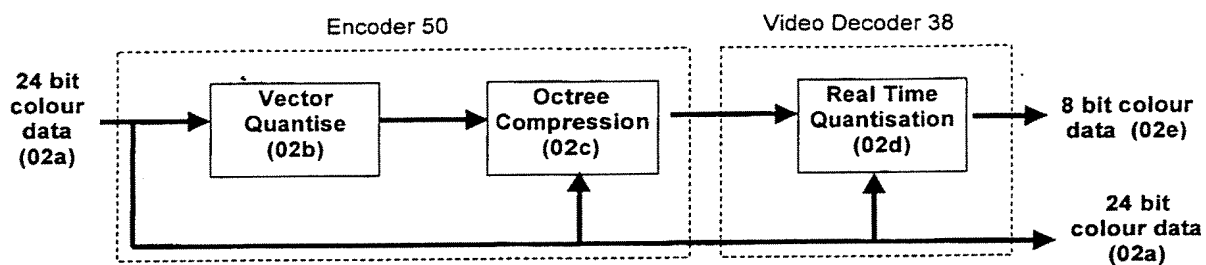 Encoder 50
Video Decoder 38
24 bit
colour
data
(02a)
Vector
Quantise
(02b)
Octree
Compression
(02c)
Real Time
Quantisation
(02d)
8 bit colour
data (02e)
24 bit
colour data
(02a)